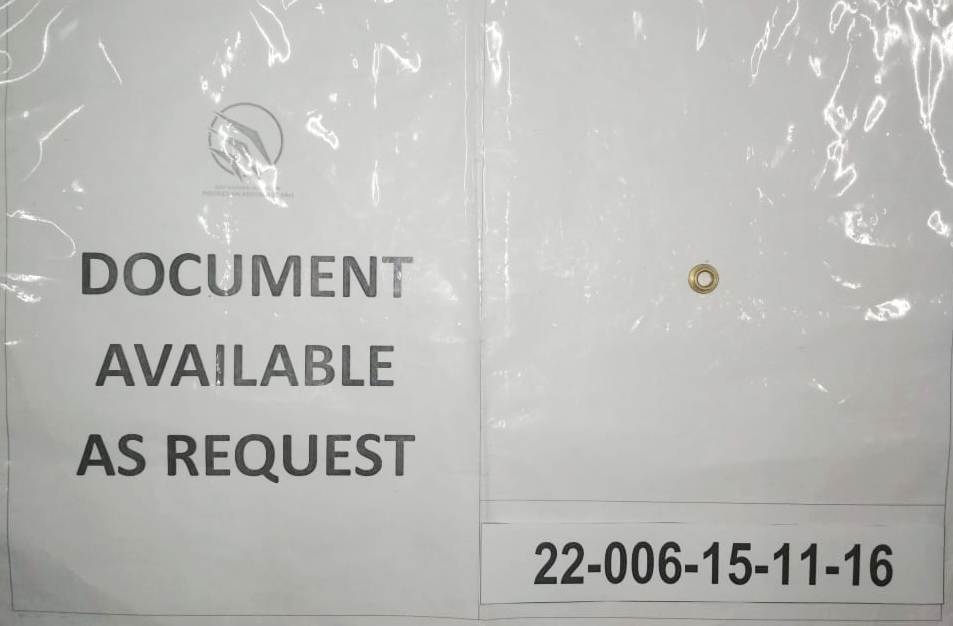 DOCUMENT
AVAILABLE
AS REQUEST
22-006-15-11-16